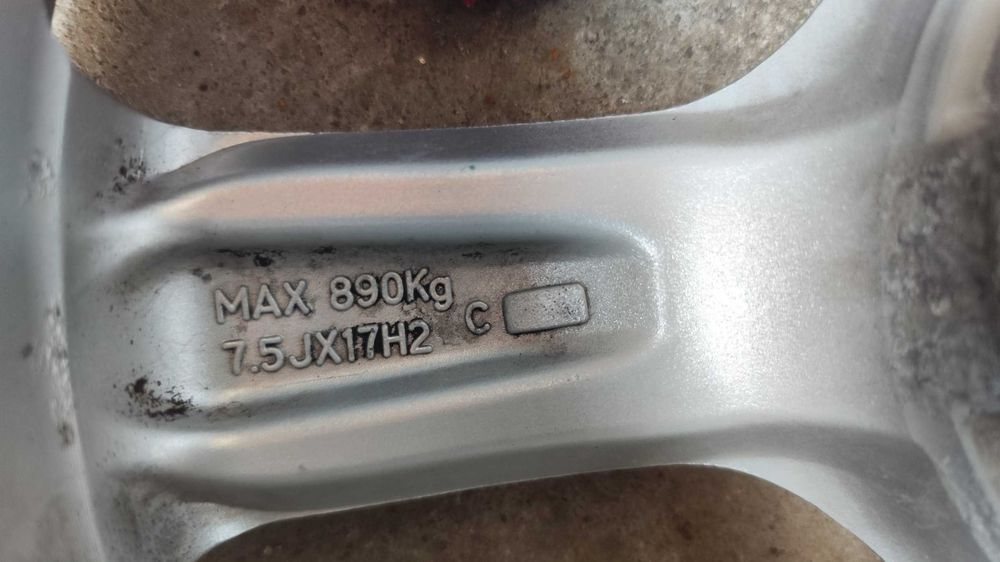 MAX 890Kg
7.5JX17H2 C